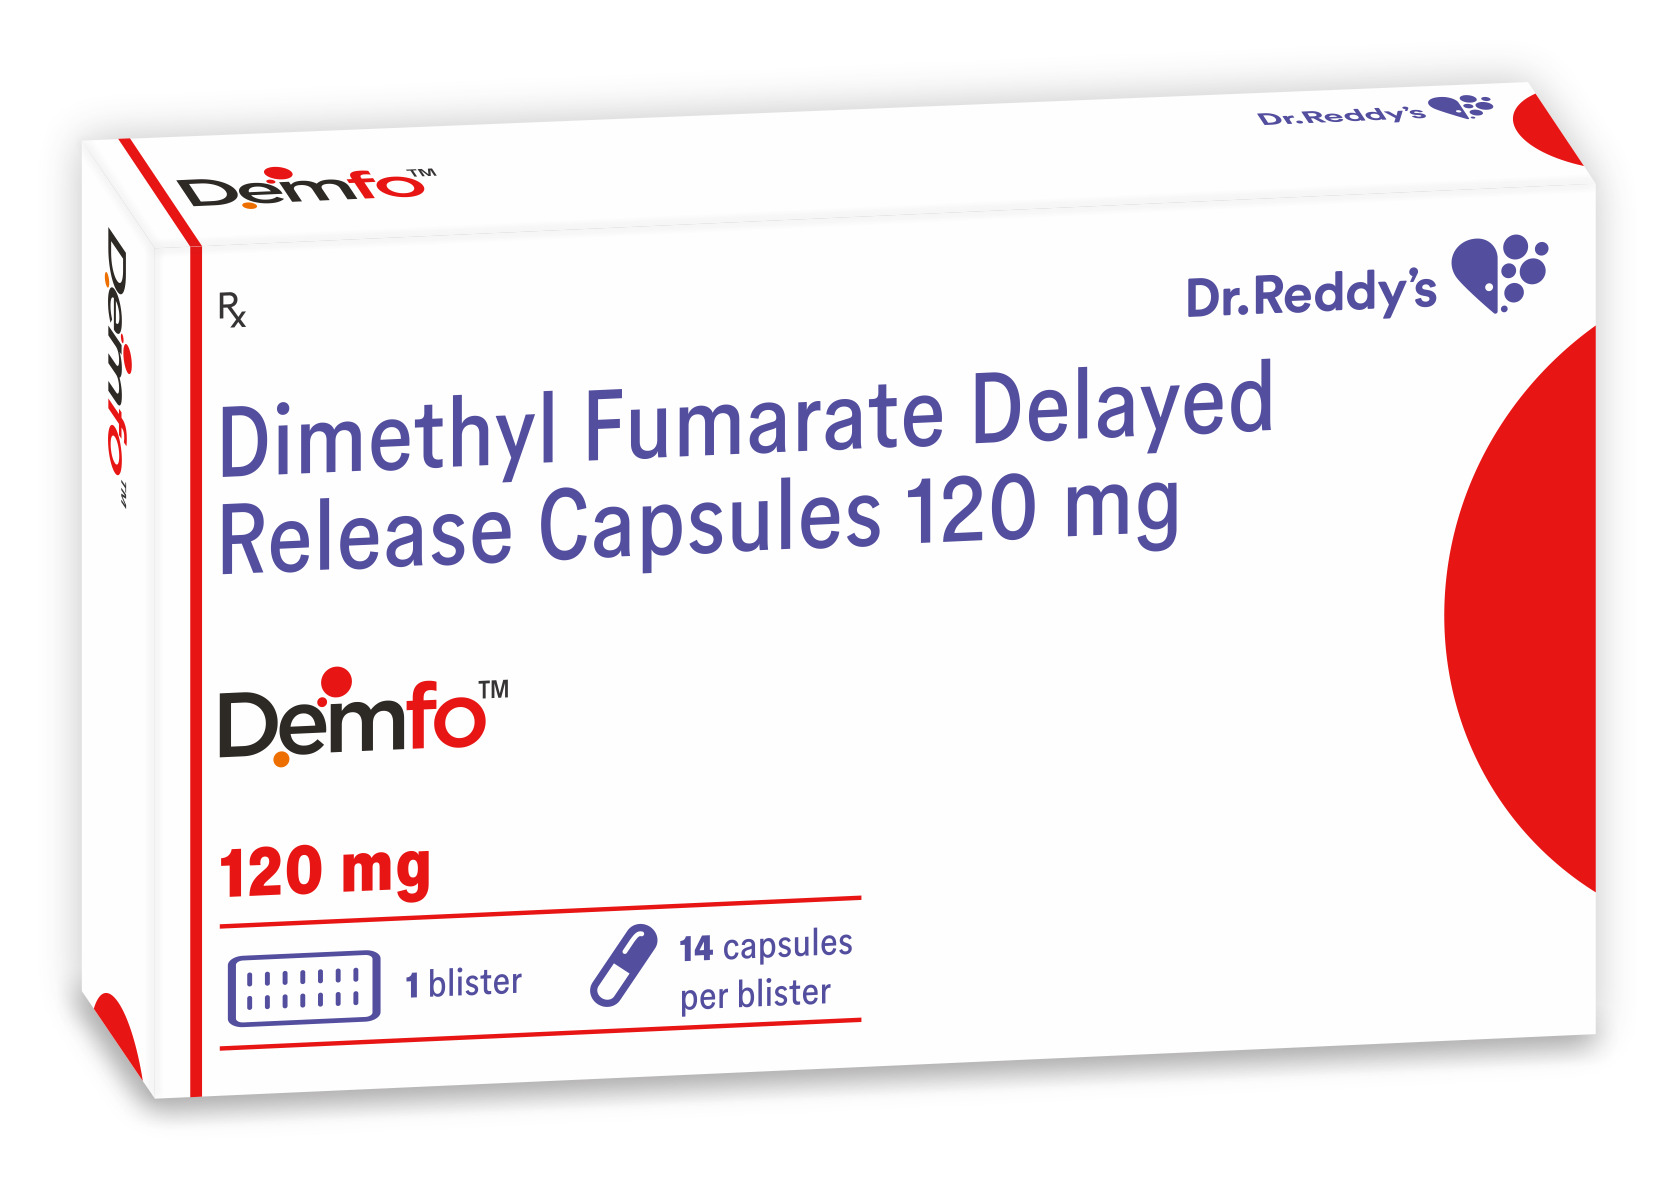 Demfo™
Dr.Reddy's
Demfo™
Rx
Dr.Reddy's
Dimethyl Fumarate Delayed
Release Capsules 120 mg
Demfo™
120 mg
1 blister
14 capsules
per blister